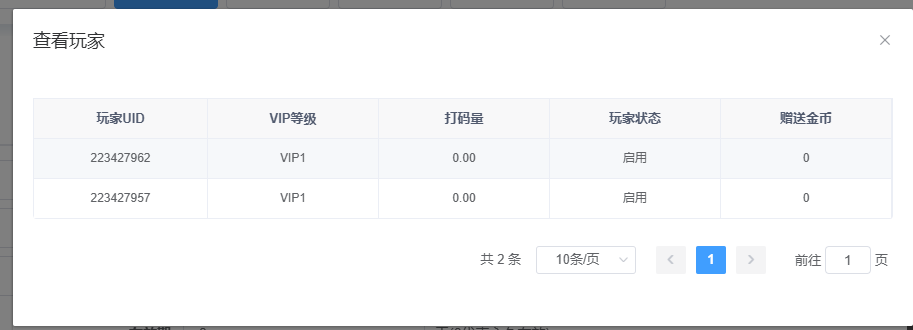 查看玩家
玩家UID VIP等级 打码量 玩家状态 赠送金币
223427962 VIP1 0.00 启用 0
223427957 VIP1 0.00 启用 0
共 2 条 10条/页 1 前往 1 页